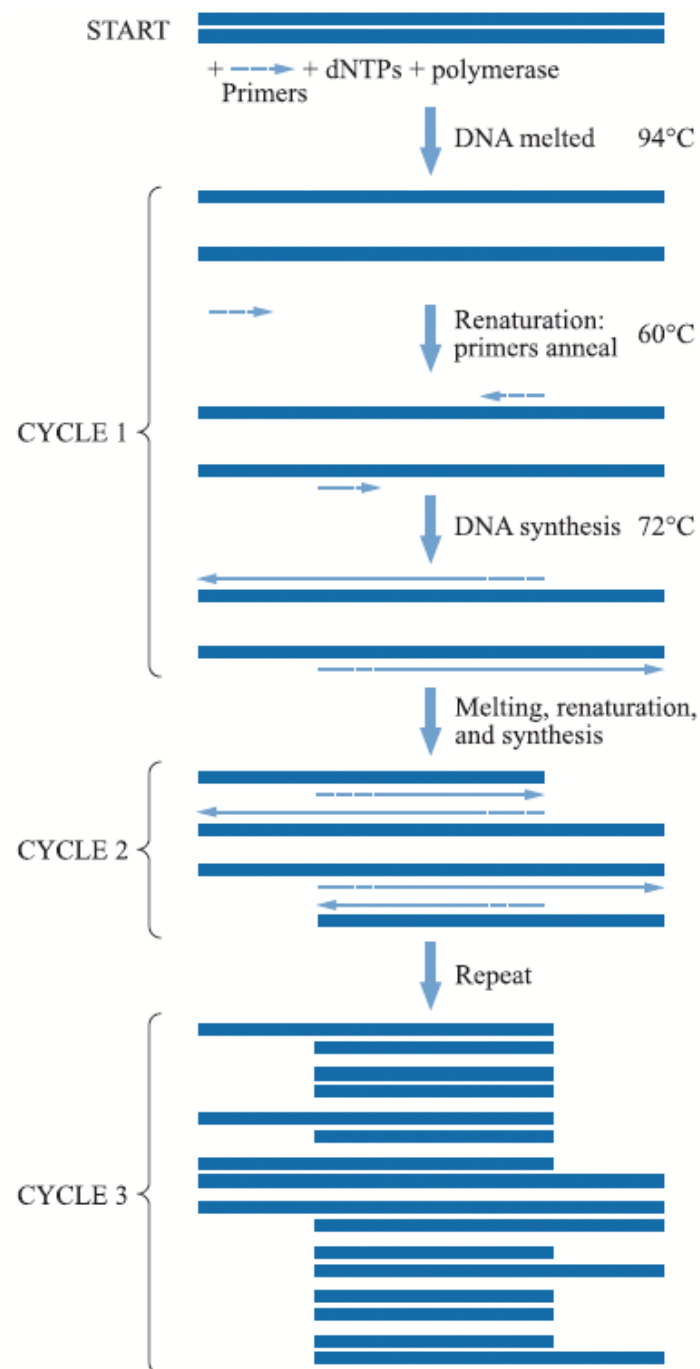 START
+ + dNTPs + polymerase
Primers
DNA melted 94°C
CYCLE 1
Renaturation: 60°C
primers anneal
DNA synthesis 72°C
Melting, renaturation,
and synthesis
CYCLE 2
Repeat
CYCLE 3